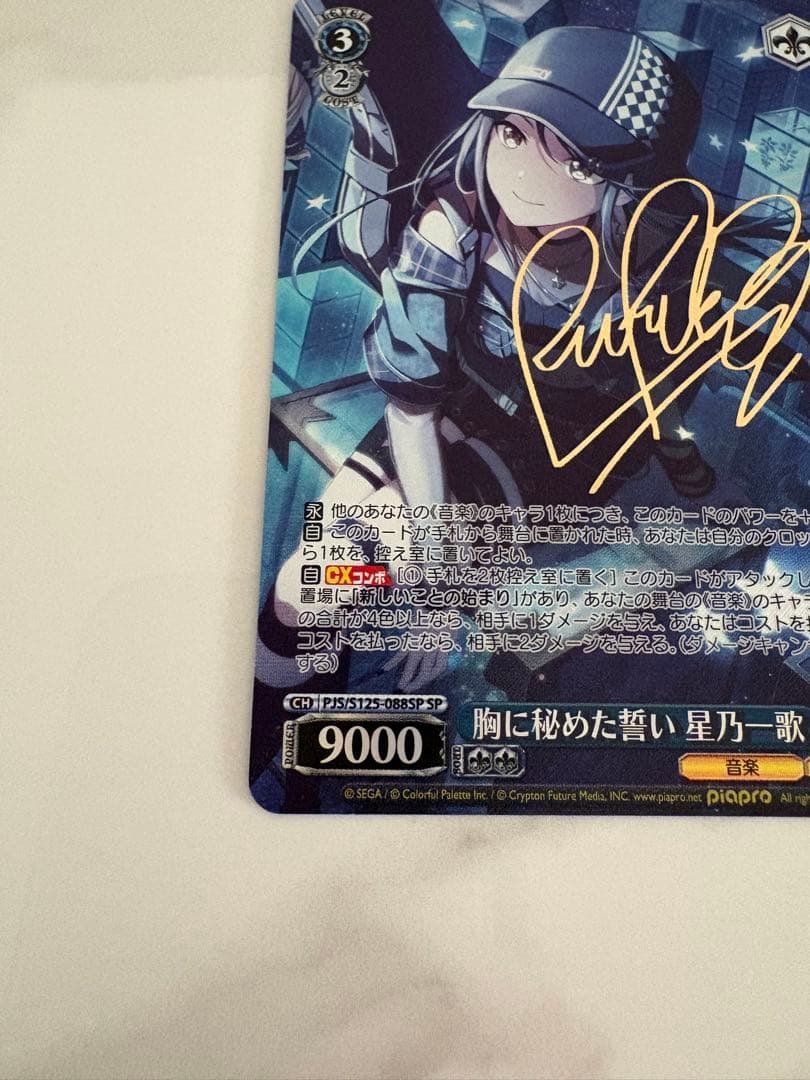 LEVEL
3
2
COST
永 他のあなたの《音楽》のキャラ1枚につき、このカードのパワーを+
自 このカードが手札から舞台に置かれた時、あなたは自分のクロッ
ら1枚を、控え室に置いてよい。
自 CXコンボ [① 手札を2枚控え室に置く] このカードがアタックし
置場に「新しいことの始まり」があり、あなたの舞台の《音楽》のキャラ
の合計が4色以上なら、相手に1ダメージを与え、あなたはコストを
コストを払ったなら、相手に2ダメージを与える。(ダメージキャン
する)
CH PJS/S125-088SP SP
胸に秘めた誓い 星乃一歌
POWER 9000 SOUL
音楽
© SEGA / © Colorful Palette Inc. / © Crypton Future Media, INC. www.piapro.net piapro All righ